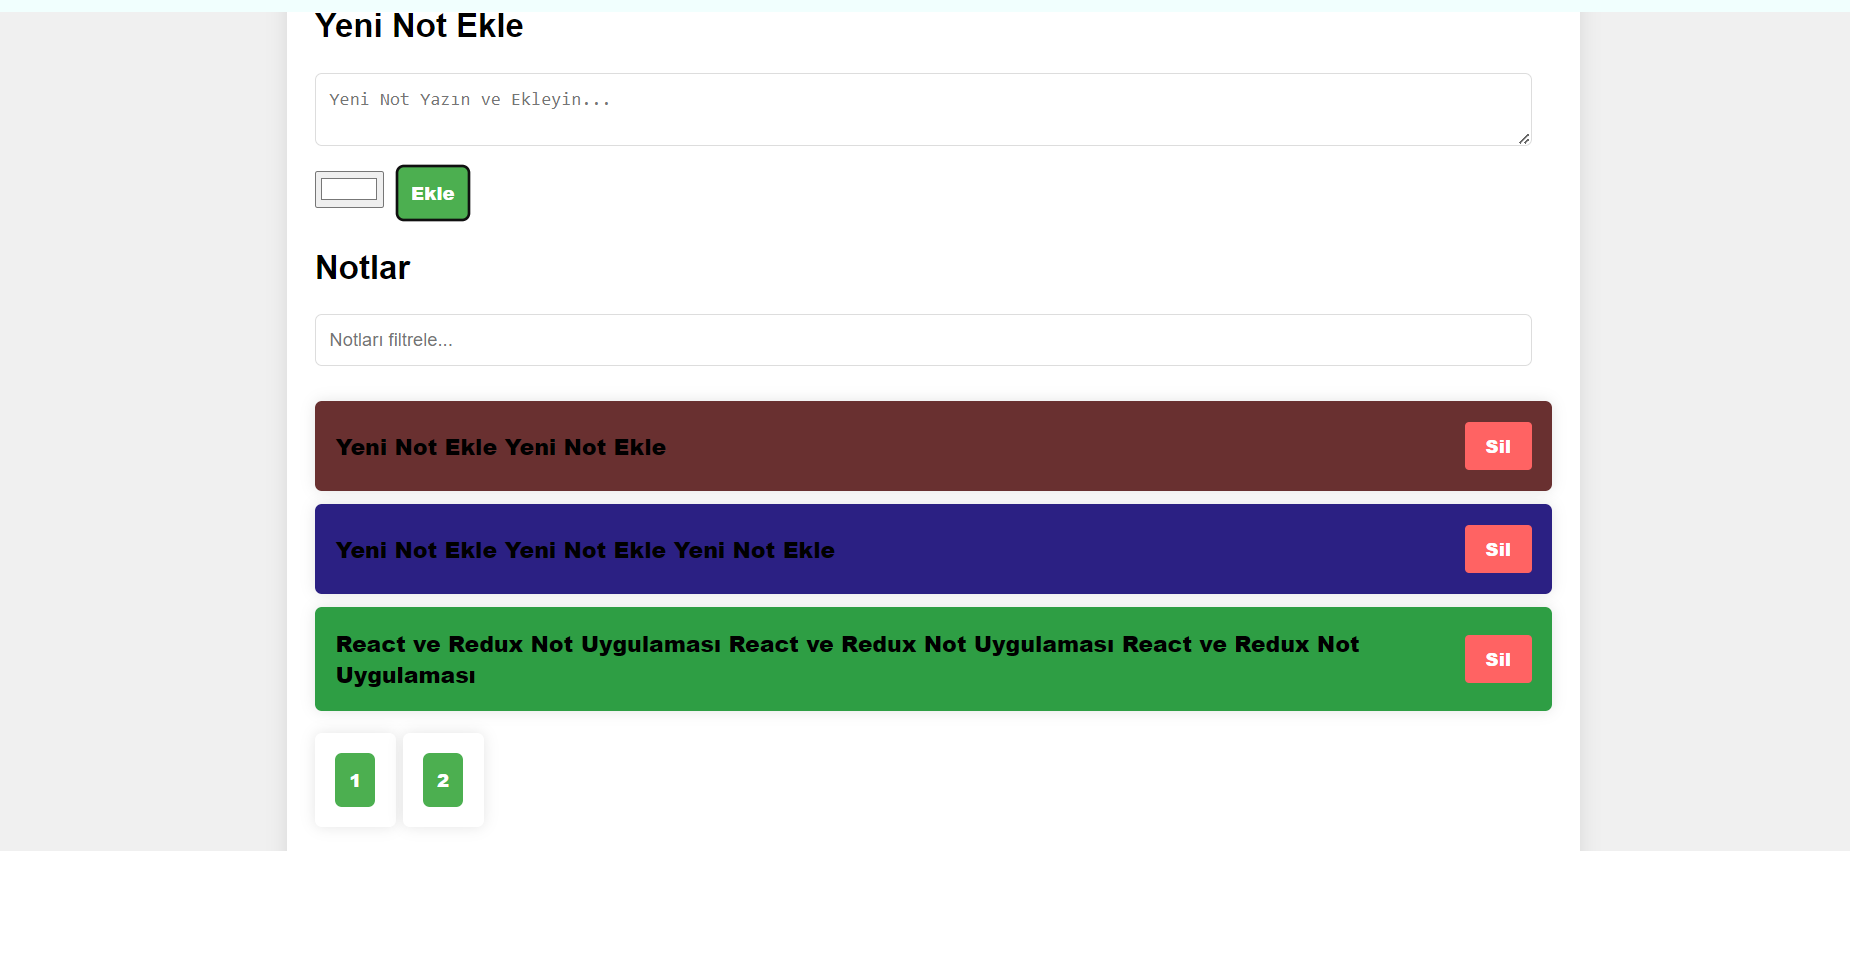 Yeni Not Ekle
Yeni Not Yazın ve Ekleyin...
Ekle
Notlar
Notları filtrele...
Yeni Not Ekle Yeni Not Ekle
Sil
Yeni Not Ekle Yeni Not Ekle Yeni Not Ekle
Sil
React ve Redux Not Uygulaması React ve Redux Not Uygulaması React ve Redux Not
Uygulaması
Sil
1
2